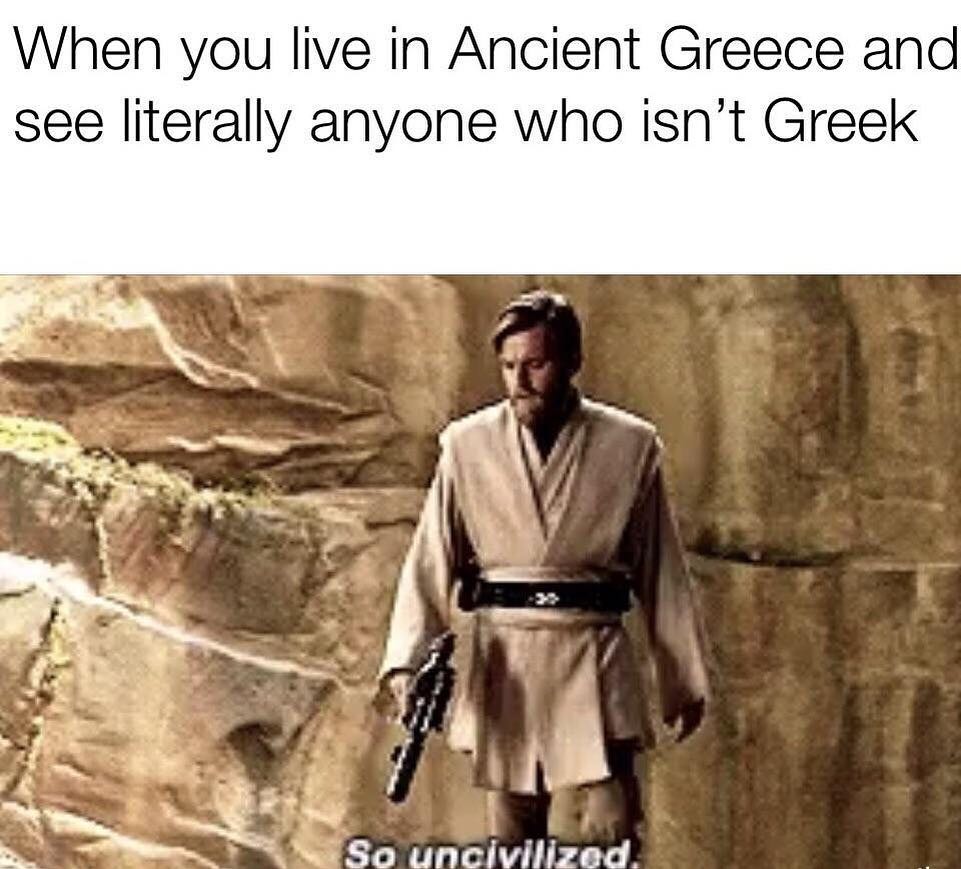 When you live in Ancient Greece and
see literally anyone who isn’t Greek
So uncivilized.